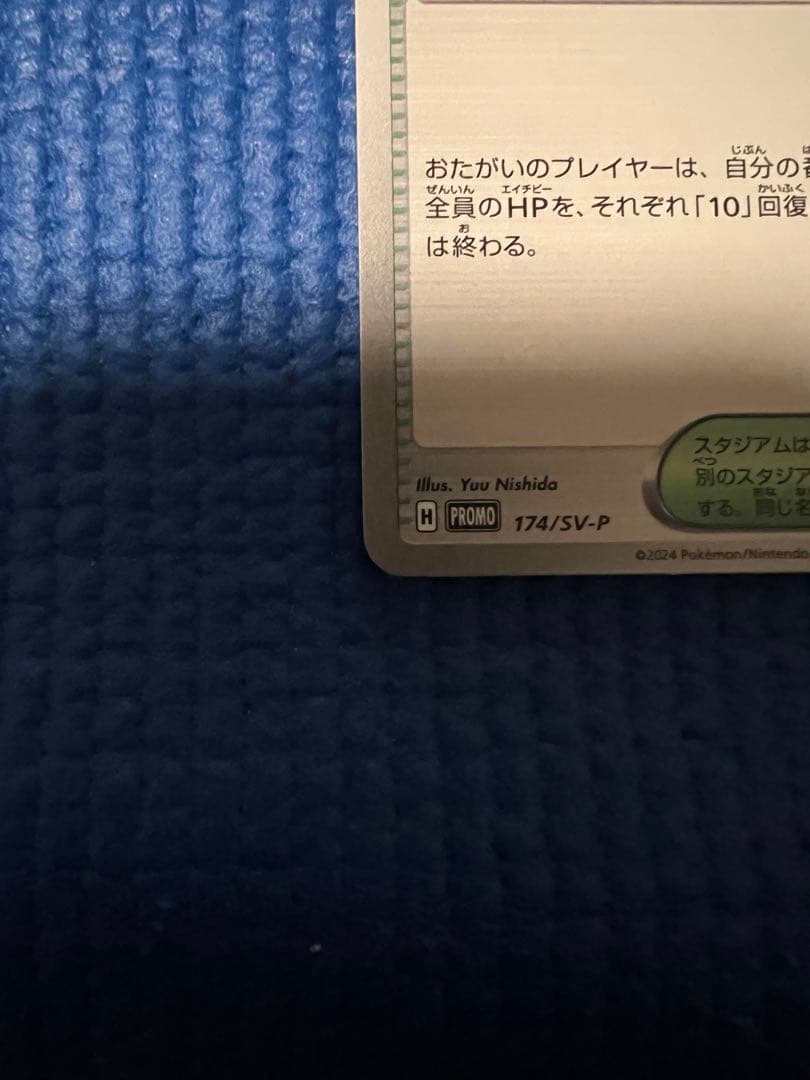 おたがいのプレイヤーは、自分の
全員のHPを、それぞれ「10」回復
は終わる。
スタジアムは
別のスタジア
する。同じ名
Illus. Yuu Nishida
H PROMO 174/SV-P
©2024 Pokémon/Nintendo